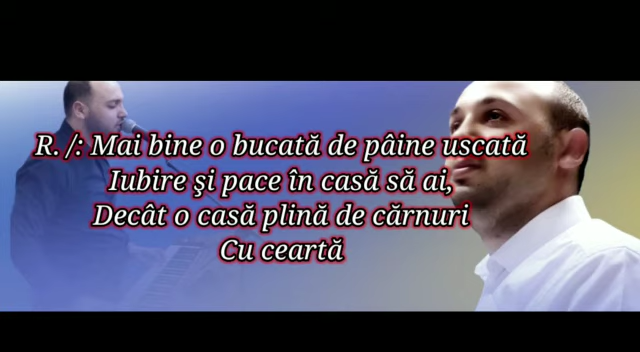 R. /: Mai bine o bucată de pâine uscată
Iubire şi pace în casă să ai,
Decât o casă plină de cărnuri
Cu ceartă